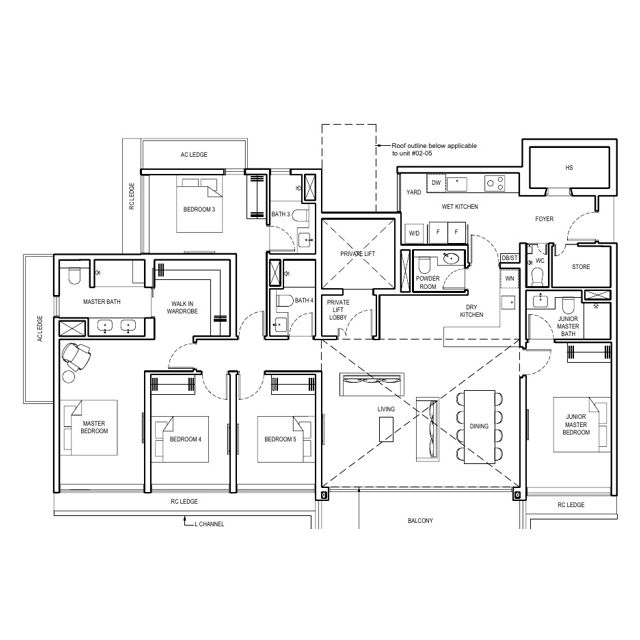 Roof outline below applicable
to unit #02-05
AC LEDGE
RC LEDGE
HS
BEDROOM 3
BATH 3
YARD
DW
WET KITCHEN
FOYER
W/D
F
F
PRIVATE LIFT
DB/ST
WC
STORE
POWDER
ROOM
WN
MASTER BATH
WALK IN
WARDROBE
BATH 4
PRIVATE
LIFT
LOBBY
DRY
KITCHEN
JUNIOR
MASTER
BATH
AC LEDGE
MASTER
BEDROOM
BEDROOM 4
BEDROOM 5
LIVING
DINING
JUNIOR
MASTER
BEDROOM
RC LEDGE
RC LEDGE
L CHANNEL
BALCONY